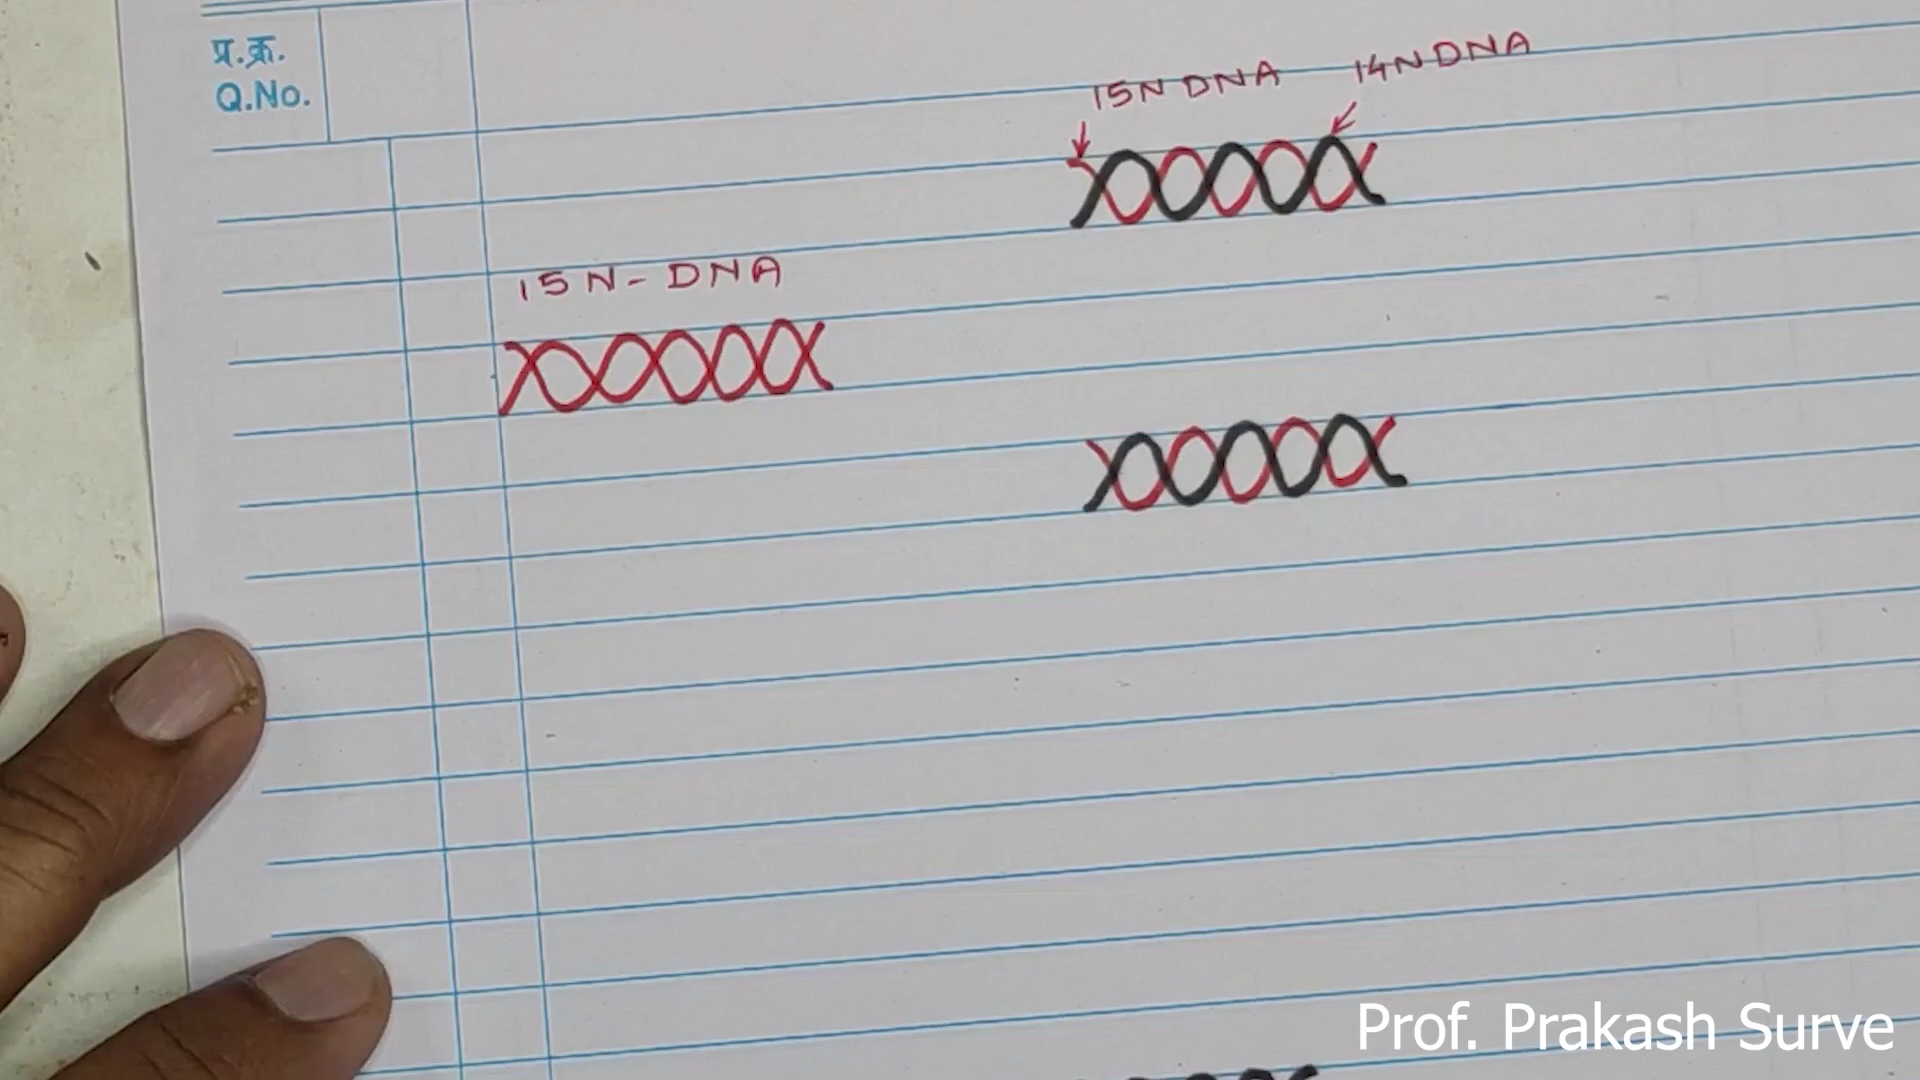 प्र.क्र.
Q.No.
15N DNA
14N DNA
15N-DNA
Prof. Prakash Surve